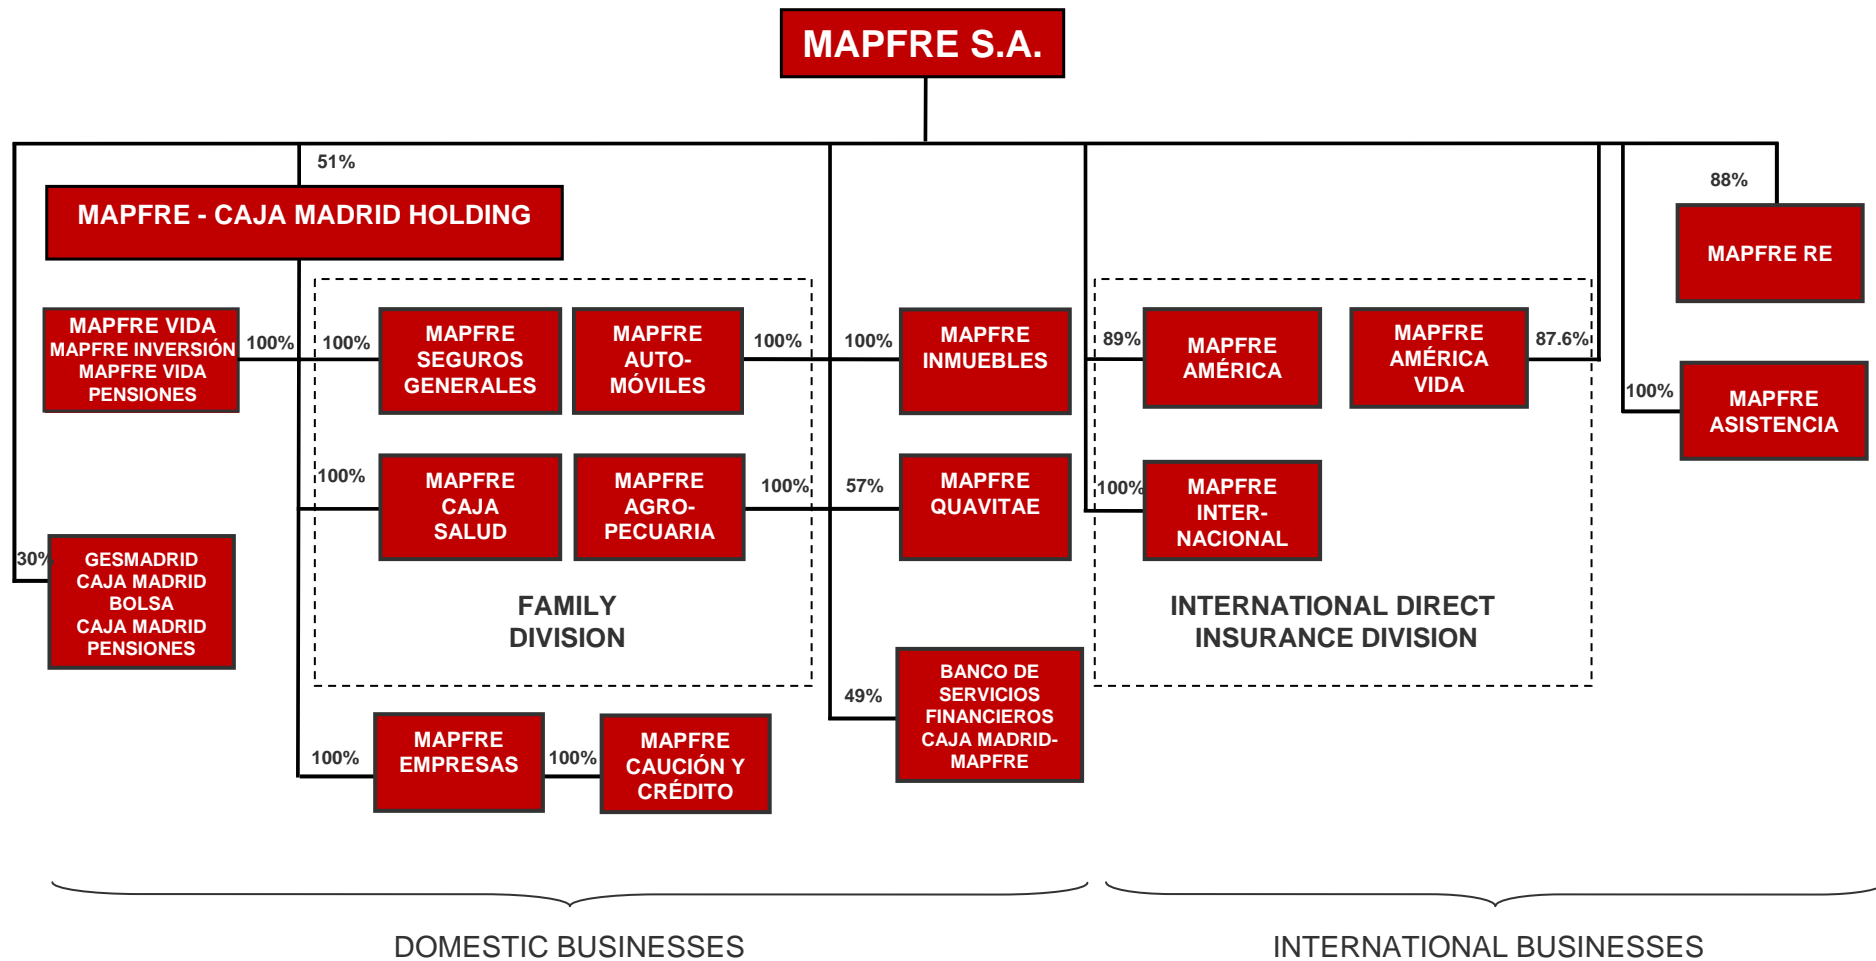 MAPFRE S.A.
51%
88%
MAPFRE - CAJA MADRID HOLDING
MAPFRE RE
MAPFRE VIDA
MAPFRE INVERSIÓN
MAPFRE VIDA
PENSIONES
100%
100%
MAPFRE
SEGUROS
GENERALES
MAPFRE
AUTO-
MÓVILES
100%
100%
MAPFRE
INMUEBLES
89%
MAPFRE
AMÉRICA
MAPFRE
AMÉRICA
VIDA
87.6%
100%
MAPFRE
ASISTENCIA
100%
MAPFRE
CAJA
SALUD
MAPFRE
AGRO-
PECUARIA
100%
57%
MAPFRE
QUAVITAE
100%
MAPFRE
INTER-
NACIONAL
30%
GESMADRID
CAJA MADRID
BOLSA
CAJA MADRID
PENSIONES
FAMILY
DIVISION
INTERNATIONAL DIRECT
INSURANCE DIVISION
49%
BANCO DE
SERVICIOS
FINANCIEROS
CAJA MADRID-
MAPFRE
100%
MAPFRE
EMPRESAS
100%
MAPFRE
CAUCIÓN Y
CRÉDITO
DOMESTIC BUSINESSES
INTERNATIONAL BUSINESSES